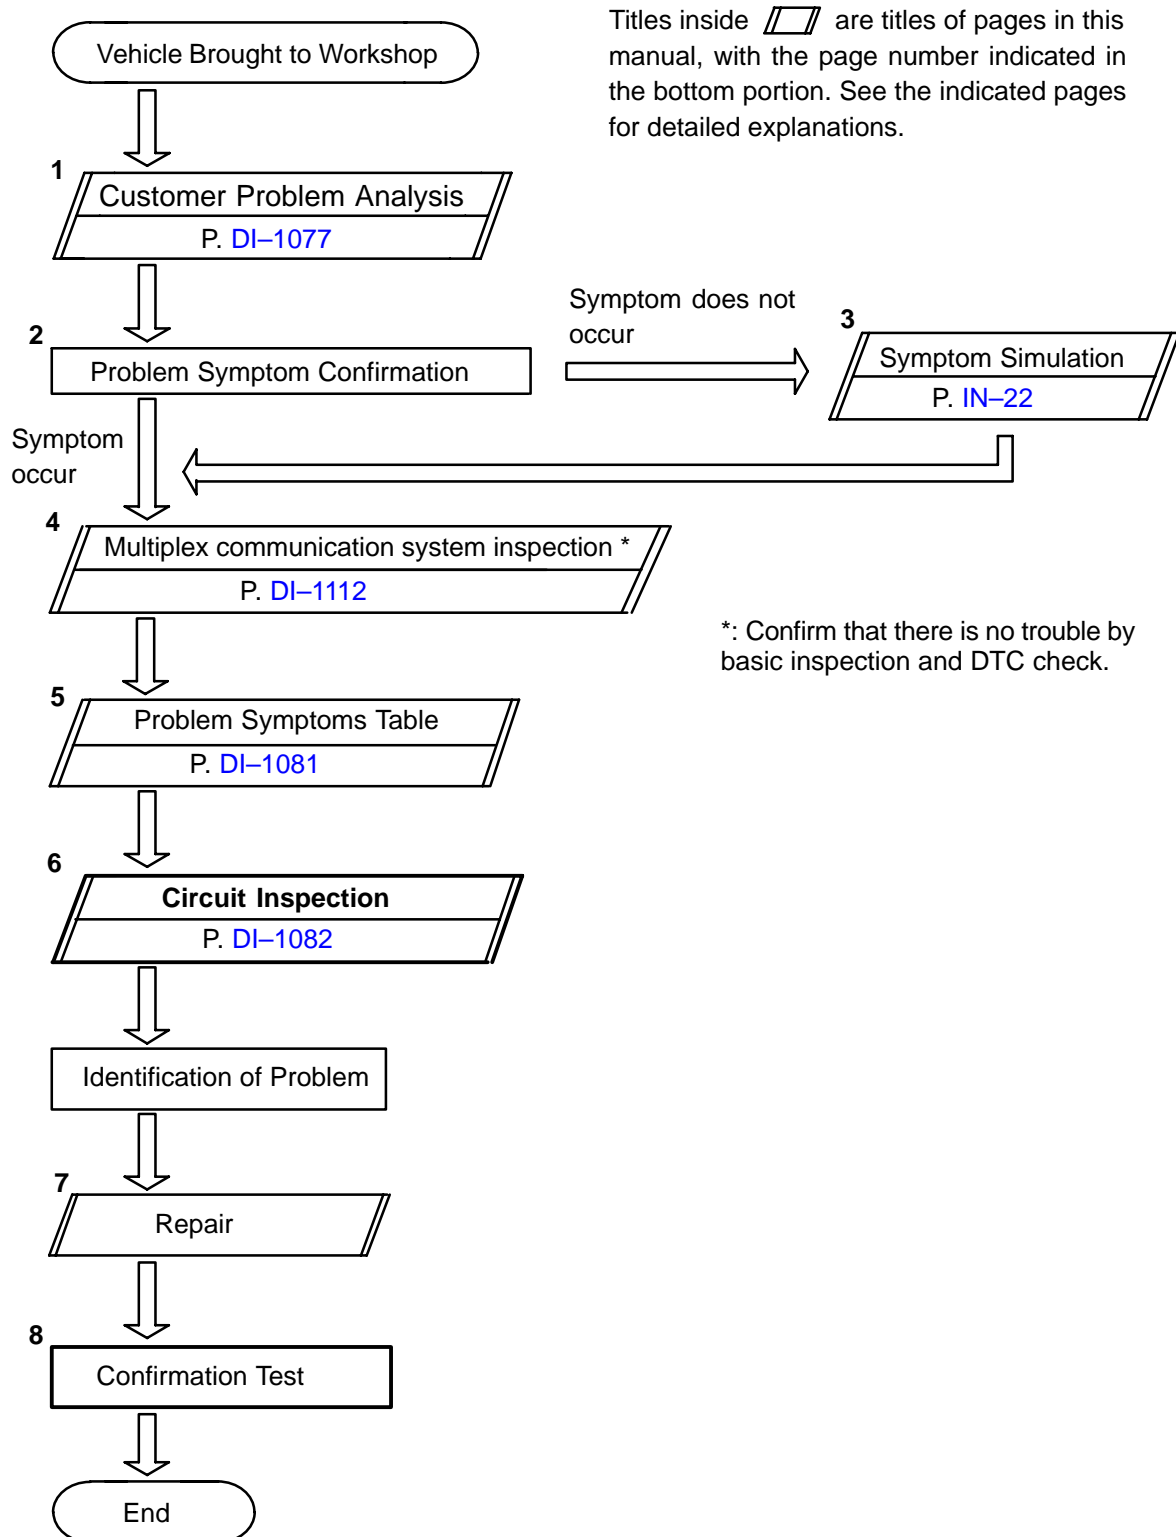 Vehicle Brought to Workshop
Titles inside are titles of pages in this
manual, with the page number indicated in
the bottom portion. See the indicated pages
for detailed explanations.
1
Customer Problem Analysis
P. DI–1077
2
Problem Symptom Confirmation
Symptom does not
occur
3
Symptom Simulation
P. IN–22
Symptom
occur
4
Multiplex communication system inspection *
P. DI–1112
*: Confirm that there is no trouble by
basic inspection and DTC check.
5
Problem Symptoms Table
P. DI–1081
6
Circuit Inspection
P. DI–1082
Identification of Problem
7
Repair
8
Confirmation Test
End